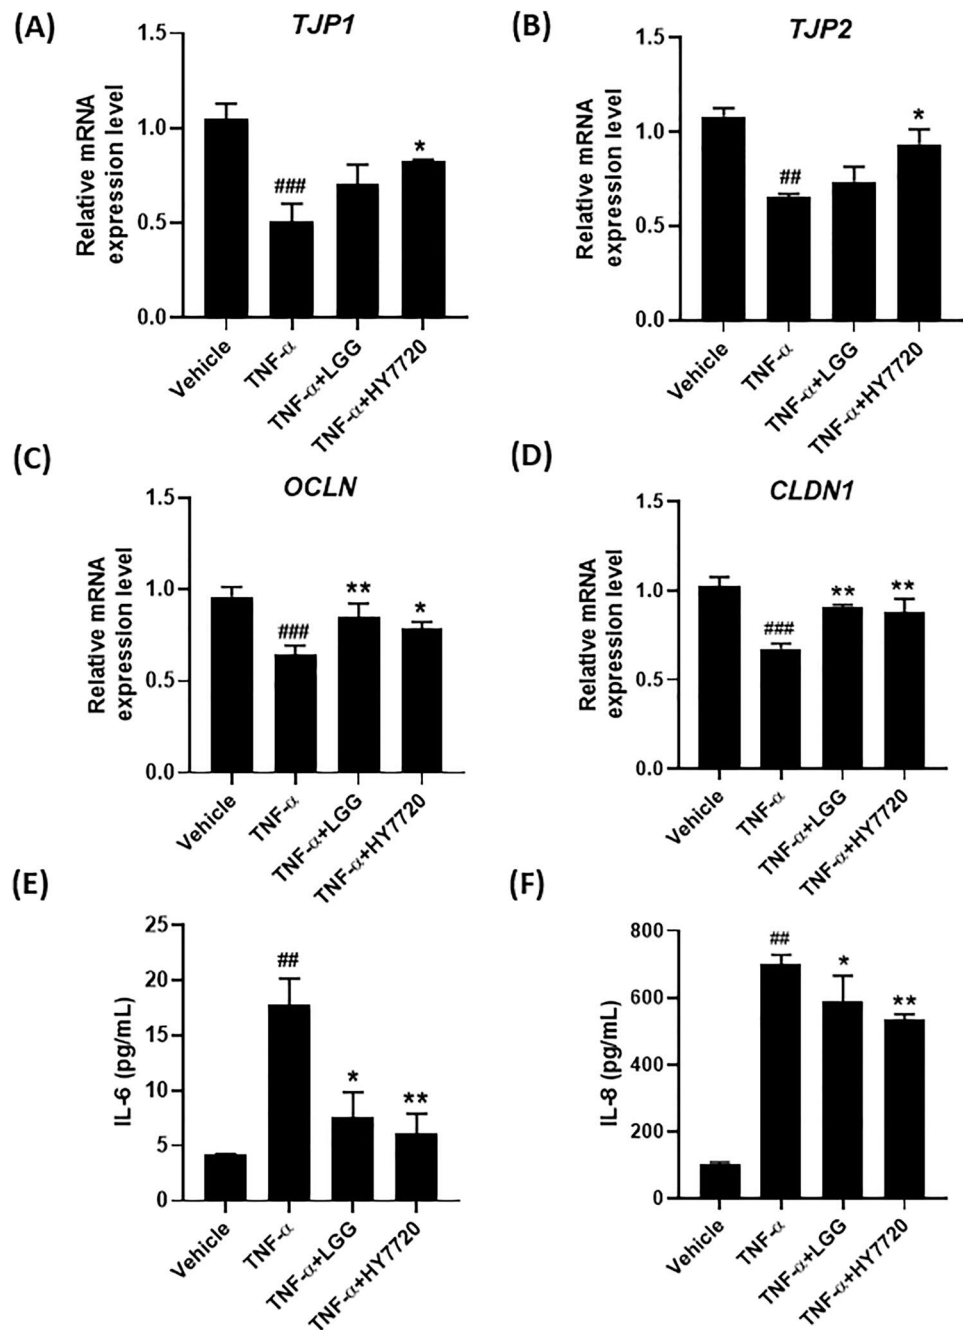 (A)
TJP1
Relative mRNA
expression level
1.5
1.0
0.5
0.0
###
*
Vehicle
TNF-α
TNF-α+LGG
TNF-α+HY7720
(B)
TJP2
Relative mRNA
expression level
1.5
1.0
0.5
0.0
##
*
Vehicle
TNF-α
TNF-α+LGG
TNF-α+HY7720
(C)
OCLN
Relative mRNA
expression level
1.5
1.0
0.5
0.0
###
**
*
Vehicle
TNF-α
TNF-α+LGG
TNF-α+HY7720
(D)
CLDN1
Relative mRNA
expression level
1.5
1.0
0.5
0.0
###
**
**
Vehicle
TNF-α
TNF-α+LGG
TNF-α+HY7720
(E)
IL-6 (pg/mL)
25
20
15
10
5
0
##
*
**
Vehicle
TNF-α
TNF-α+LGG
TNF-α+HY7720
(F)
IL-8 (pg/mL)
800
600
400
200
0
##
*
**
Vehicle
TNF-α
TNF-α+LGG
TNF-α+HY7720